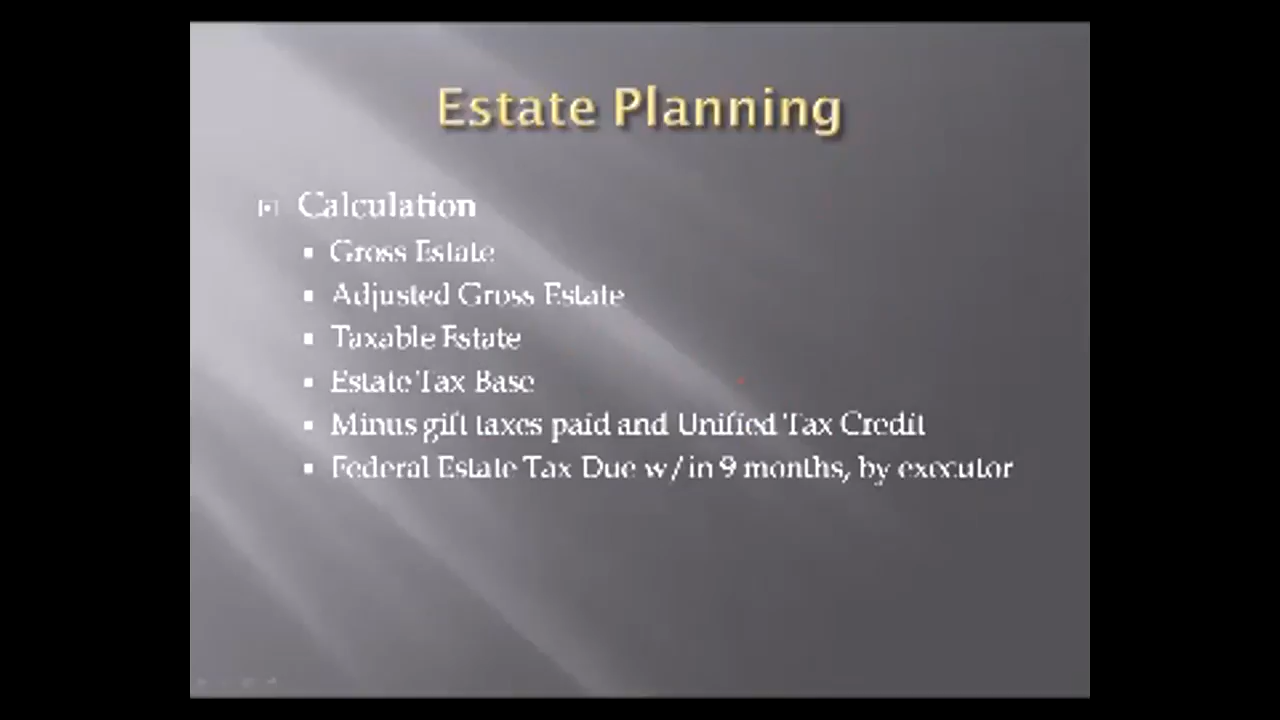 Estate Planning
Calculation
Gross Estate
Adjusted Gross Estate
Taxable Estate
Estate Tax Base
Minus gift taxes paid and Unified Tax Credit
Federal Estate Tax Due w/in 9 months, by executor